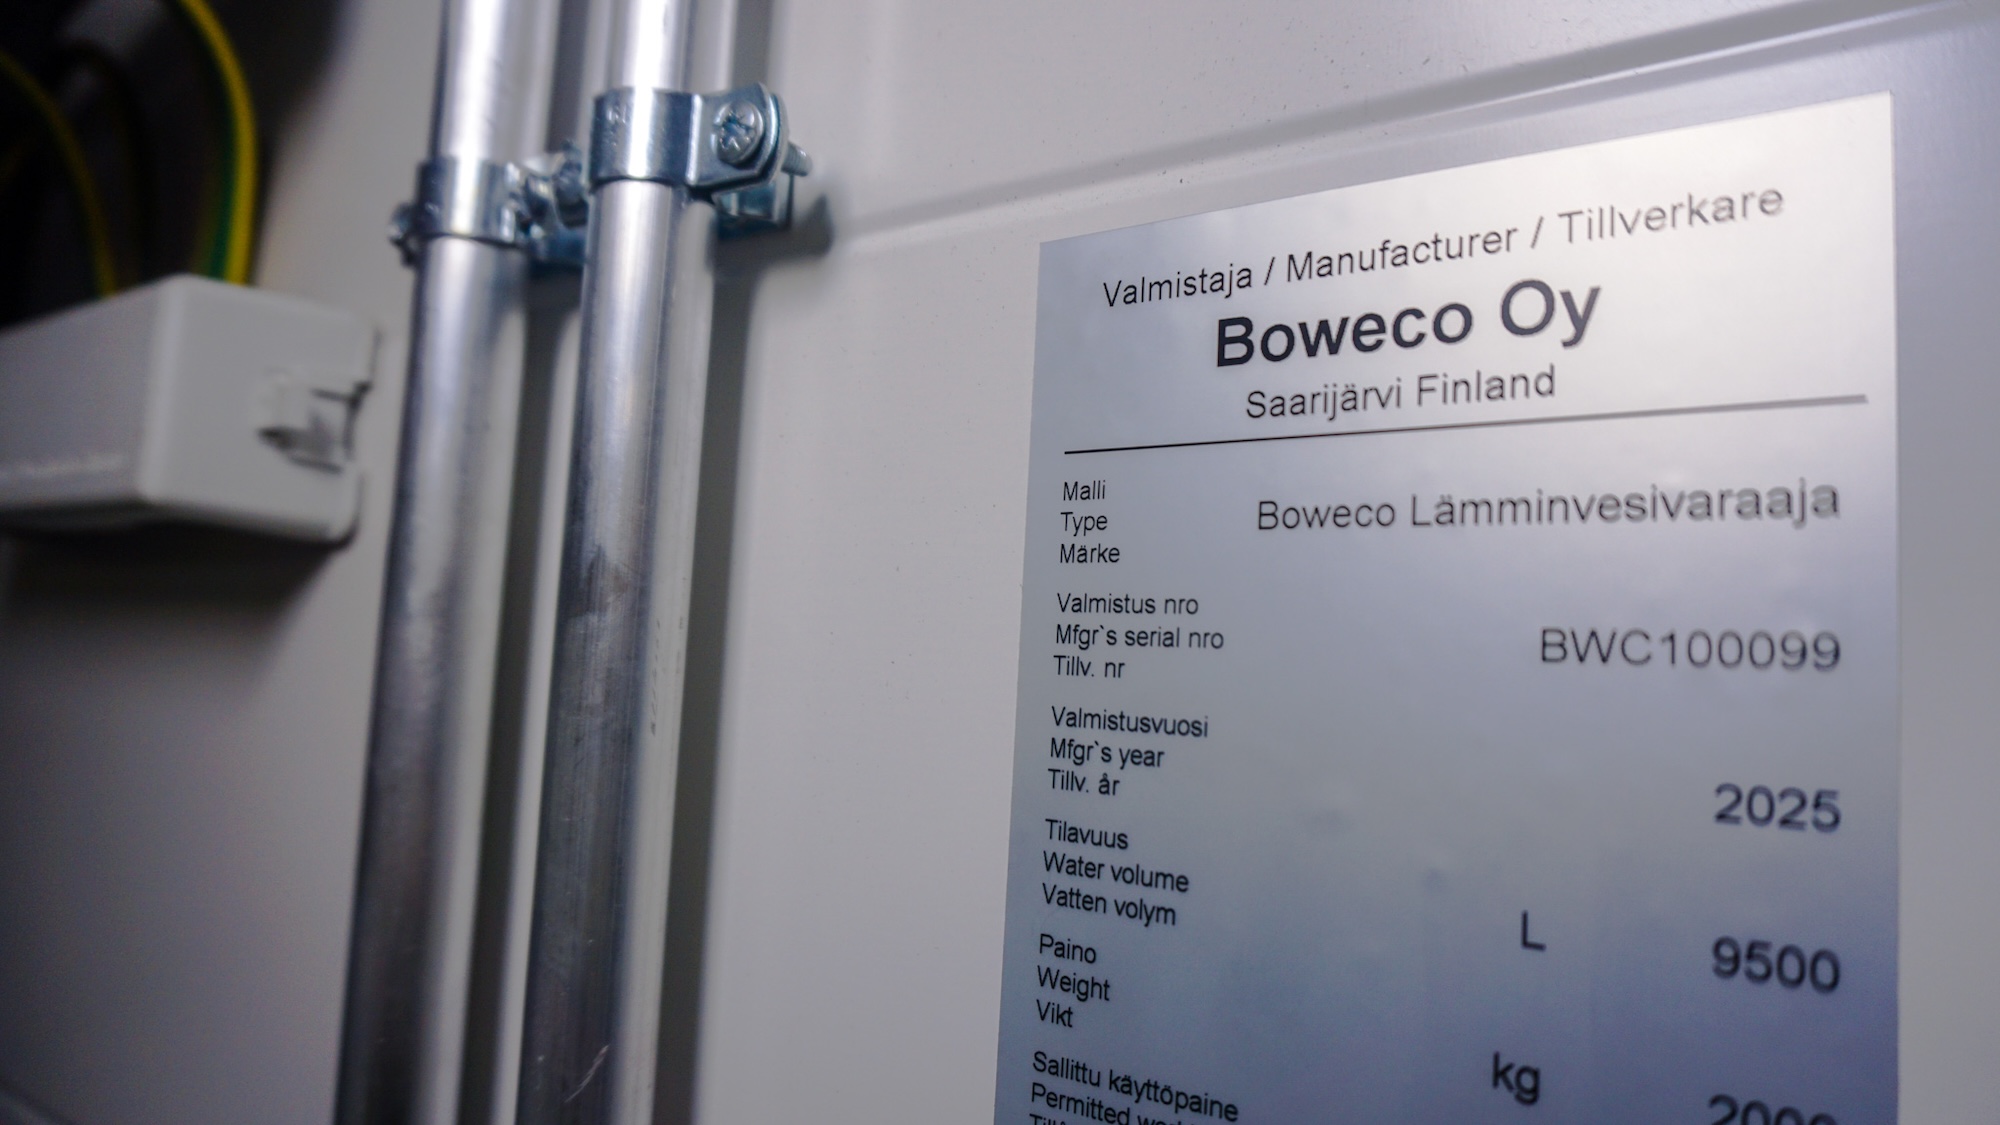 Valmistaja / Manufacturer / Tillverkare
Boweco Oy
Saarijärvi Finland
Malli
Type
Märke
Boweco Lämminvesivaraaja
Valmistus nro
Mfgr`s serial nro
Tillv. nr
BWC100099
Valmistusvuosi
Mfgr`s year
Tillv. år
2025
Tilavuus
Water volume
Vatten volym
L 9500
Paino
Weight
Vikt
kg 2000
Sallittu käyttöpaine
Permitted